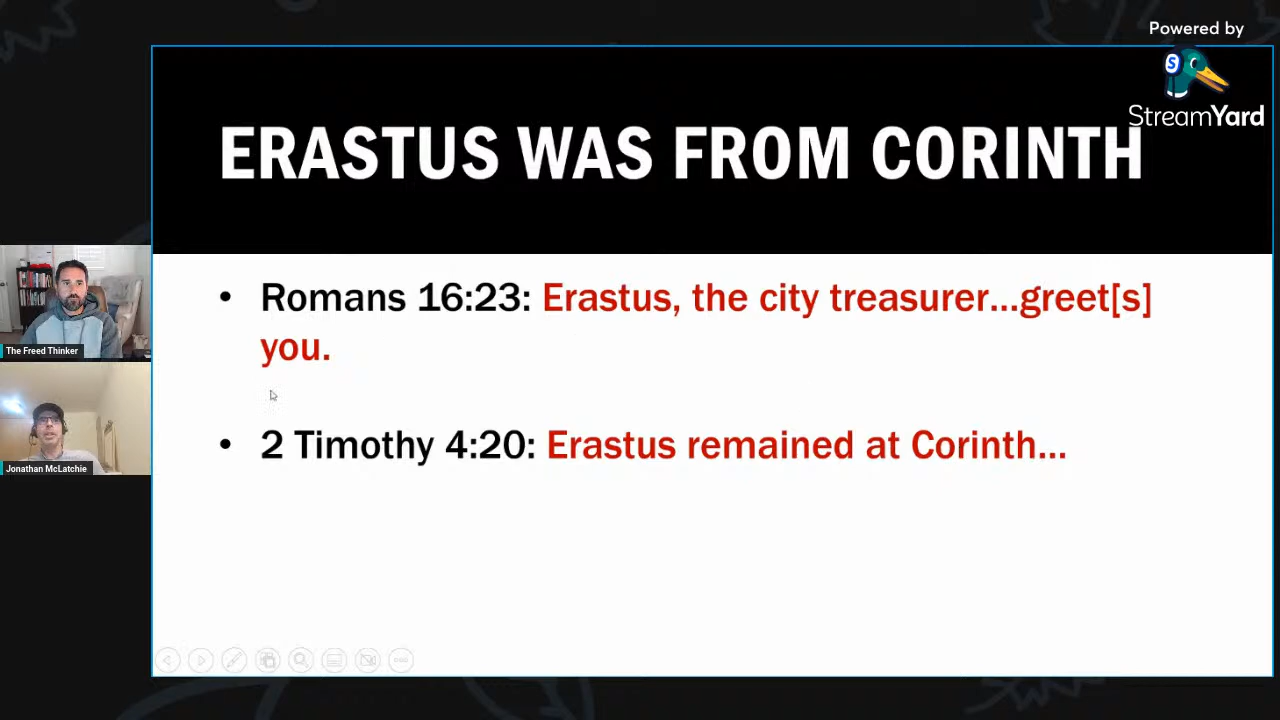 Powered by
StreamYard
ERASTUS WAS FROM CORINTH
• Romans 16:23: Erastus, the city treasurer...greet[s]
you.
• 2 Timothy 4:20: Erastus remained at Corinth...
The Freed Thinker
Jonathan McLatchie